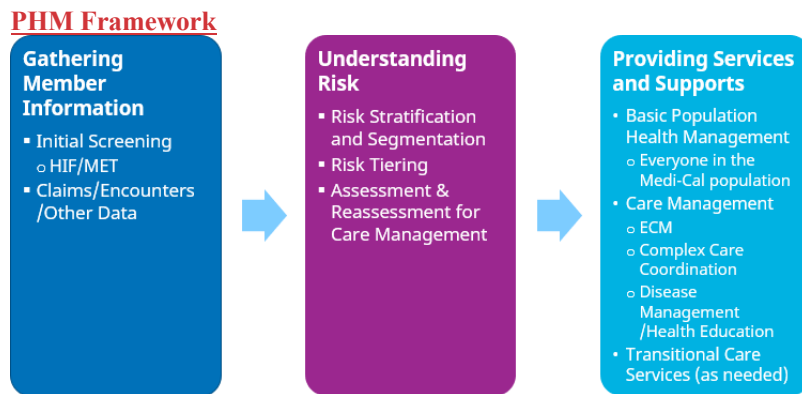 PHM Framework
Gathering
Member
Information
▪ Initial Screening
o HIF/MET
▪ Claims/Encounters
/Other Data
Understanding
Risk
▪ Risk Stratification
and Segmentation
▪ Risk Tiering
▪ Assessment &
Reassessment for
Care Management
Providing Services
and Supports
• Basic Population
Health Management
o Everyone in the
Medi-Cal population
• Care Management
o ECM
o Complex Care
Coordination
o Disease
Management
/Health Education
• Transitional Care
Services (as needed)